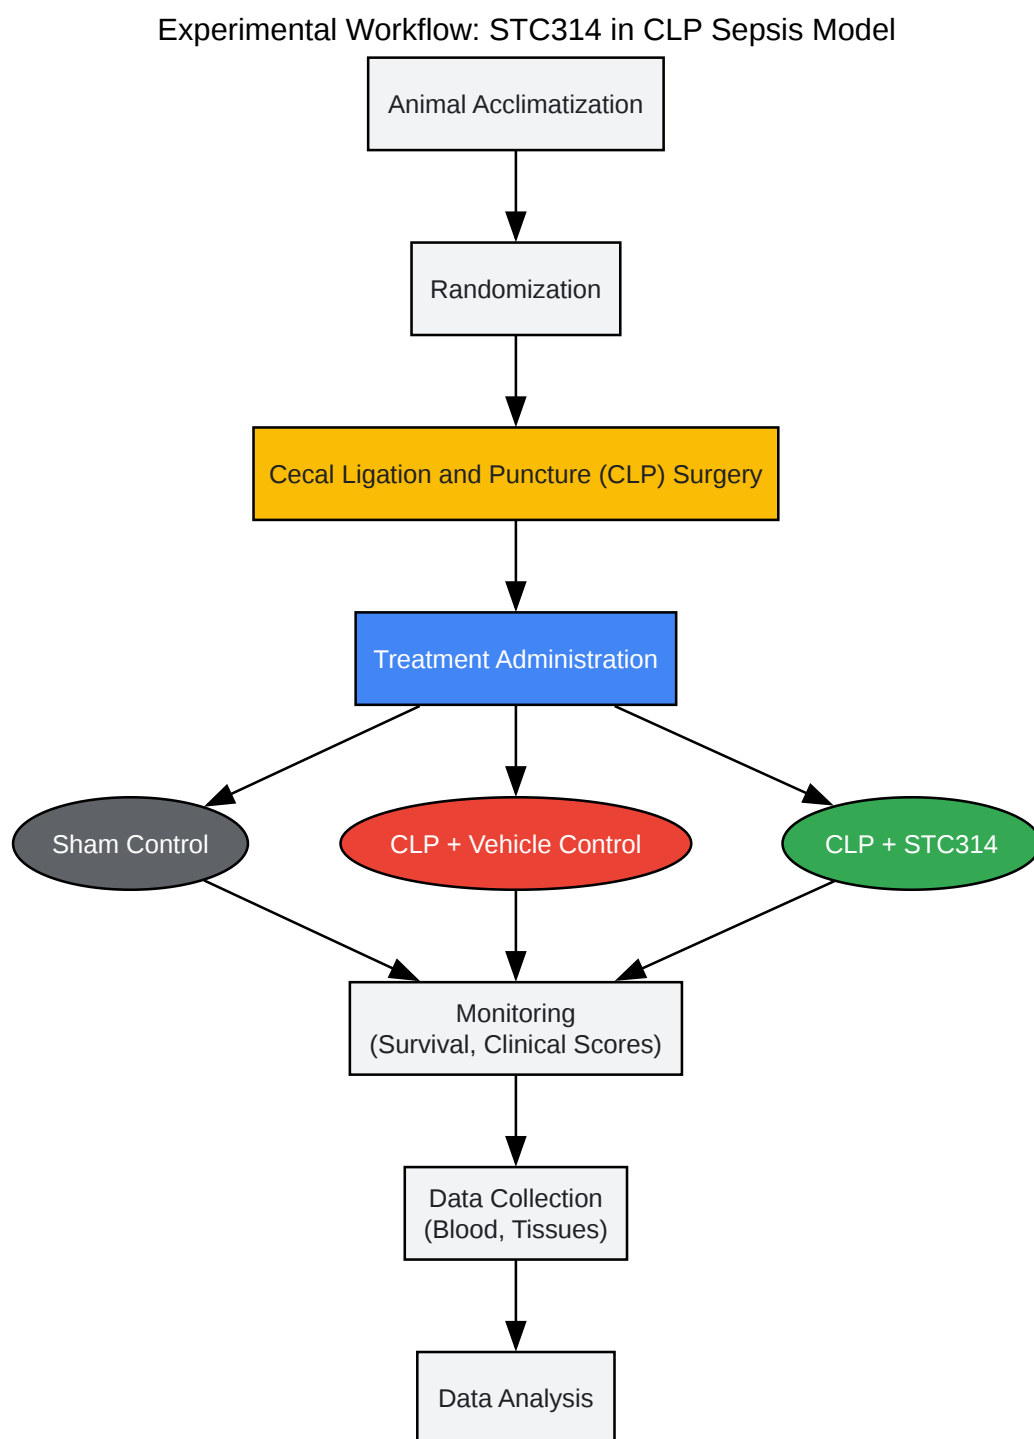 Experimental Workflow: STC314 in CLP Sepsis Model
Animal Acclimatization
Randomization
Cecal Ligation and Puncture (CLP) Surgery
Treatment Administration
Sham Control
CLP + Vehicle Control
CLP + STC314
Monitoring
(Survival, Clinical Scores)
Data Collection
(Blood, Tissues)
Data Analysis